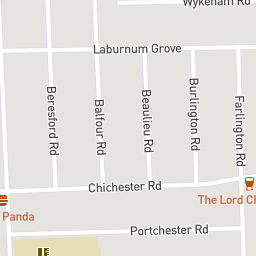 Wykeham Rd
Laburnum Grove
Beresford Rd
Balfour Rd
Beaulieu Rd
Burlington Rd
Farlington Rd
Chichester Rd
The Lord Ch
Panda
Portchester Rd